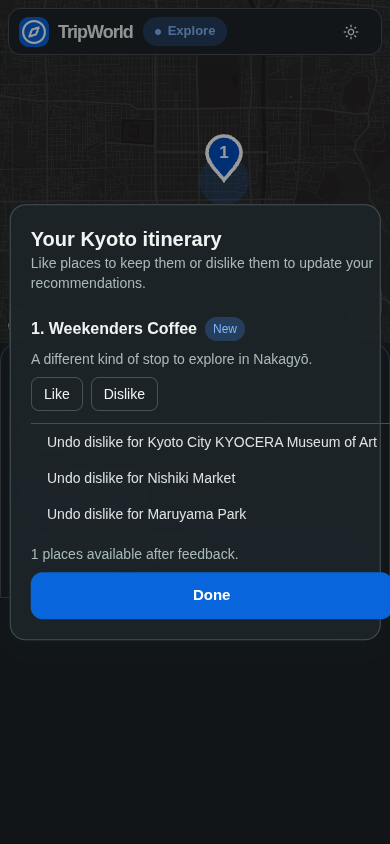 TripWorld
Explore
1
Your Kyoto itinerary
Like places to keep them or dislike them to update your
recommendations.
1. Weekenders Coffee New
A different kind of stop to explore in Nakagyō.
Like Dislike
Undo dislike for Kyoto City KYOCERA Museum of Art
Undo dislike for Nishiki Market
Undo dislike for Maruyama Park
1 places available after feedback.
Done